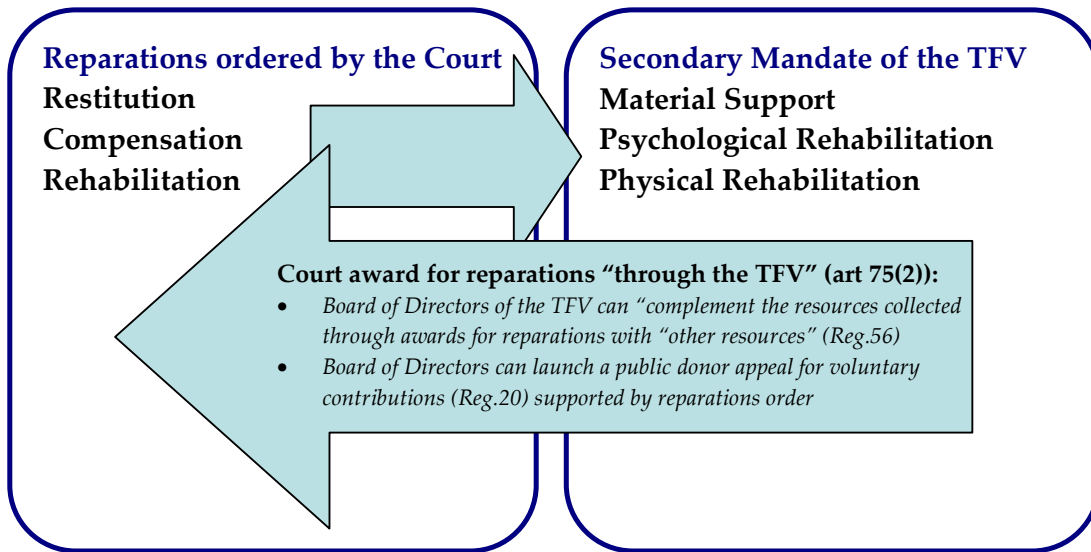 Reparations ordered by the Court
Restitution
Compensation
Rehabilitation
Secondary Mandate of the TFV
Material Support
Psychological Rehabilitation
Physical Rehabilitation
Court award for reparations “through the TFV” (art 75(2)):
• Board of Directors of the TFV can “complement the resources collected
through awards for reparations with “other resources” (Reg.56)
• Board of Directors can launch a public donor appeal for voluntary
contributions (Reg.20) supported by reparations order